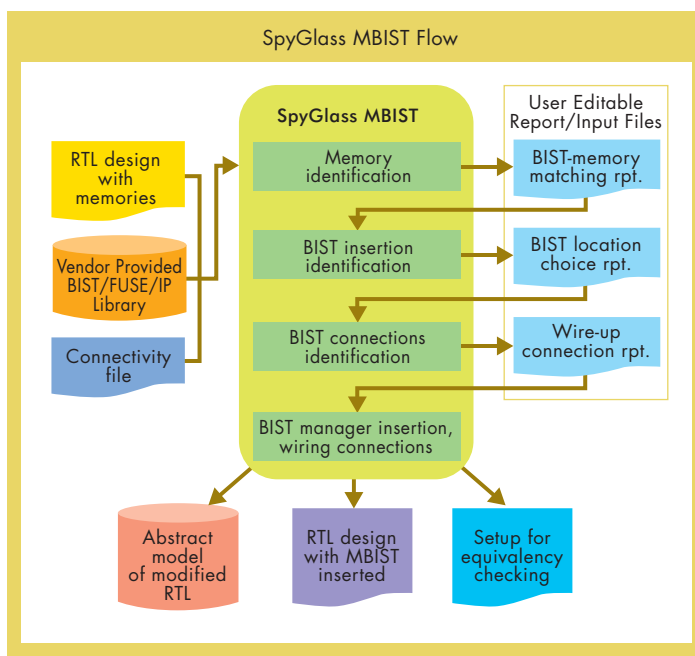 SpyGlass MBIST Flow
SpyGlass MBIST
User Editable
Report/Input Files
RTL design
with
memories
Vendor Provided
BIST/FUSE/IP
Library
Connectivity
file
Memory
identification
BIST-memory
matching rpt.
BIST insertion
identification
BIST location
choice rpt.
BIST connections
identification
Wire-up
connection rpt.
BIST manager insertion,
wiring connections
Abstract
model
of modified
RTL
RTL design
with MBIST
inserted
Setup for
equivalency
checking